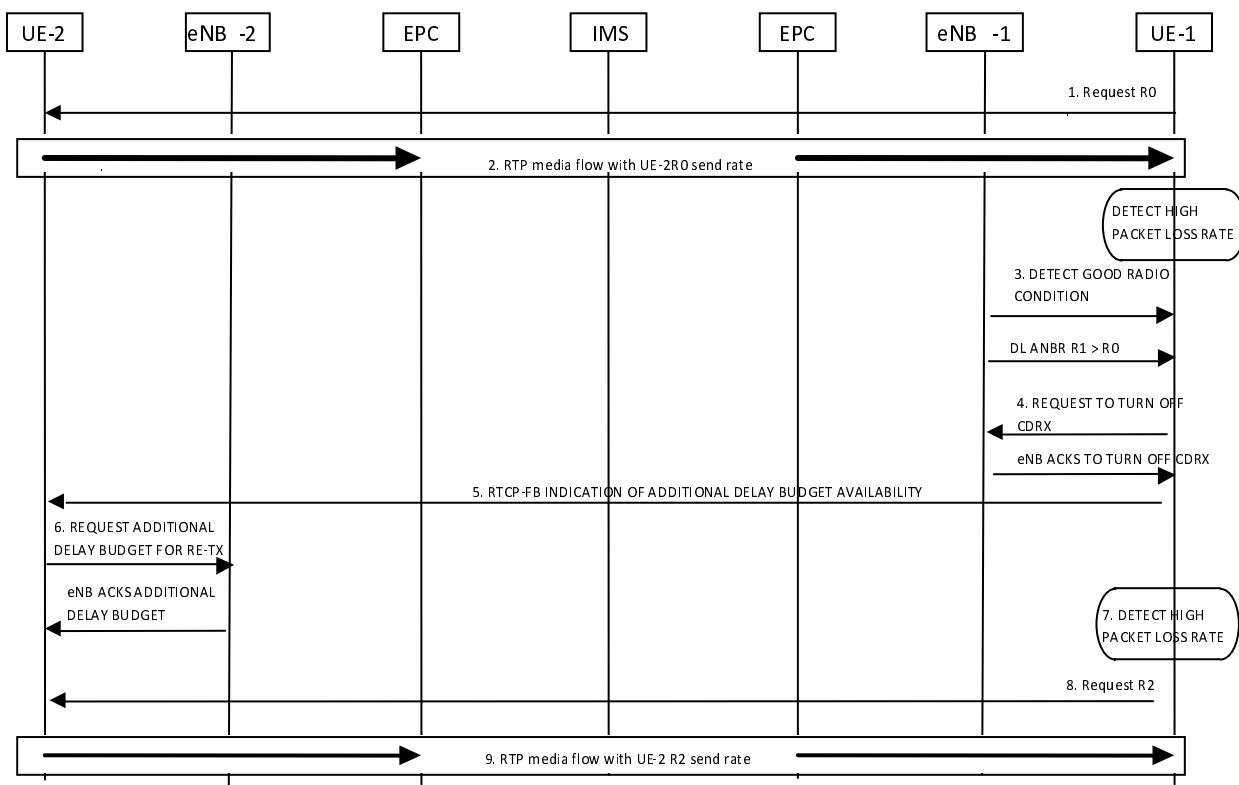 UE-2
eNB -2
EPC
IMS
EPC
eNB -1
UE-1
1. Request R0
2. RTP media flow with UE-2R0 send rate
DETECT HIGH
PACKET LOSS RATE
3. DETECT GOOD RADIO
CONDITION
DL ANBR R1 > R0
4. REQUEST TO TURN OFF
CDRX
eNB ACKS TO TURN OFF CDRX
5. RTCP-FB INDICATION OF ADDITIONAL DELAY BUDGET AVAILABILITY
6. REQUEST ADDITIONAL
DELAY BUDGET FOR RE-TX
eNB ACKS ADDITIONAL
DELAY BUDGET
7. DETECT HIGH
PACKET LOSS RATE
8. Request R2
9. RTP media flow with UE-2 R2 send rate